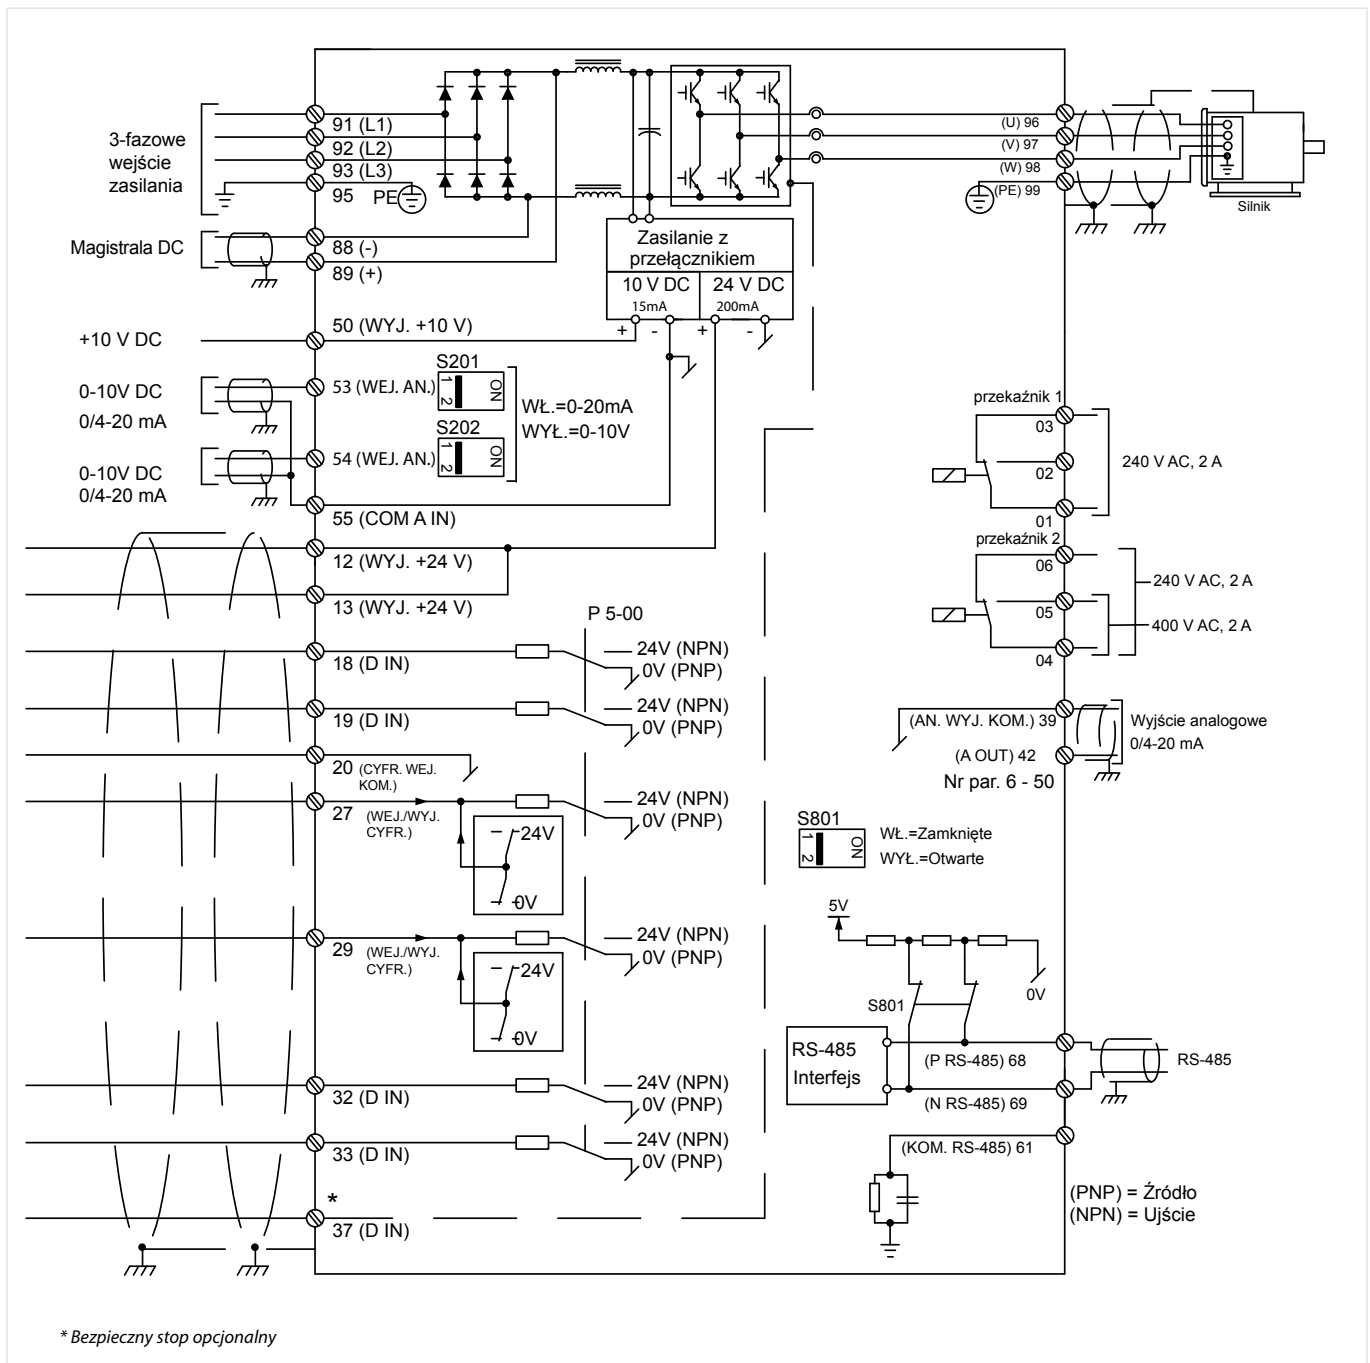 3-fazowe
wejście
zasilania
91 (L1)
92 (L2)
93 (L3)
95
PE
(U) 96
(V) 97
(W) 98
(PE) 99
Silnik
Magistrala DC
88 (-)
89 (+)
Zasilanie z
przełącznikiem
10 V DC
15mA
24 V DC
200mA
+ - + -
+10 V DC
50 (WYJ. +10 V)
0-10V DC
0/4-20 mA
53 (WEJ. AN.)
S201
1 2
ON
WŁ.=0-20mA
WYŁ.=0-10V
S202
1 2
ON
0-10V DC
0/4-20 mA
54 (WEJ. AN.)
55 (COM A IN)
12 (WYJ. +24 V)
13 (WYJ. +24 V)
przekaźnik 1
03
02
01
240 V AC, 2 A
przekaźnik 2
06
05
04
240 V AC, 2 A
400 V AC, 2 A
P 5-00
18 (D IN)
24V (NPN)
0V (PNP)
19 (D IN)
24V (NPN)
0V (PNP)
20 (CYFR. WEJ.
KOM.)
27 (WEJ./WYJ.
CYFR.)
24V (NPN)
0V (PNP)
24V
0V
29 (WEJ./WYJ.
CYFR.)
24V (NPN)
0V (PNP)
24V
0V
32 (D IN)
24V (NPN)
0V (PNP)
33 (D IN)
24V (NPN)
0V (PNP)
*
37 (D IN)
(AN. WYJ. KOM.) 39
(A OUT) 42
Nr par. 6 - 50
Wyjście analogowe
0/4-20 mA
S801
1 2
ON
WŁ.=Zamknięte
WYŁ.=Otwarte
5V
0V
S801
RS-485
Interfejs
(P RS-485) 68
(N RS-485) 69
RS-485
(KOM. RS-485) 61
(PNP) = Źródło
(NPN) = Ujście
* Bezpieczny stop opcjonalny